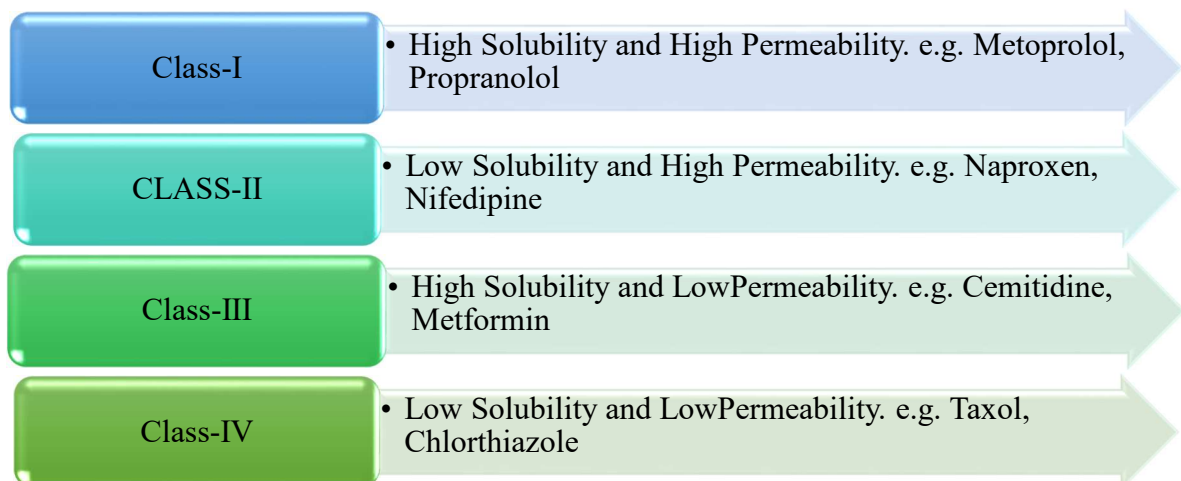 Class-I
• High Solubility and High Permeability. e.g. Metoprolol,
Propranolol
CLASS-II
• Low Solubility and High Permeability. e.g. Naproxen,
Nifedipine
Class-III
• High Solubility and LowPermeability. e.g. Cemitidine,
Metformin
Class-IV
• Low Solubility and LowPermeability. e.g. Taxol,
Chlorthiazole